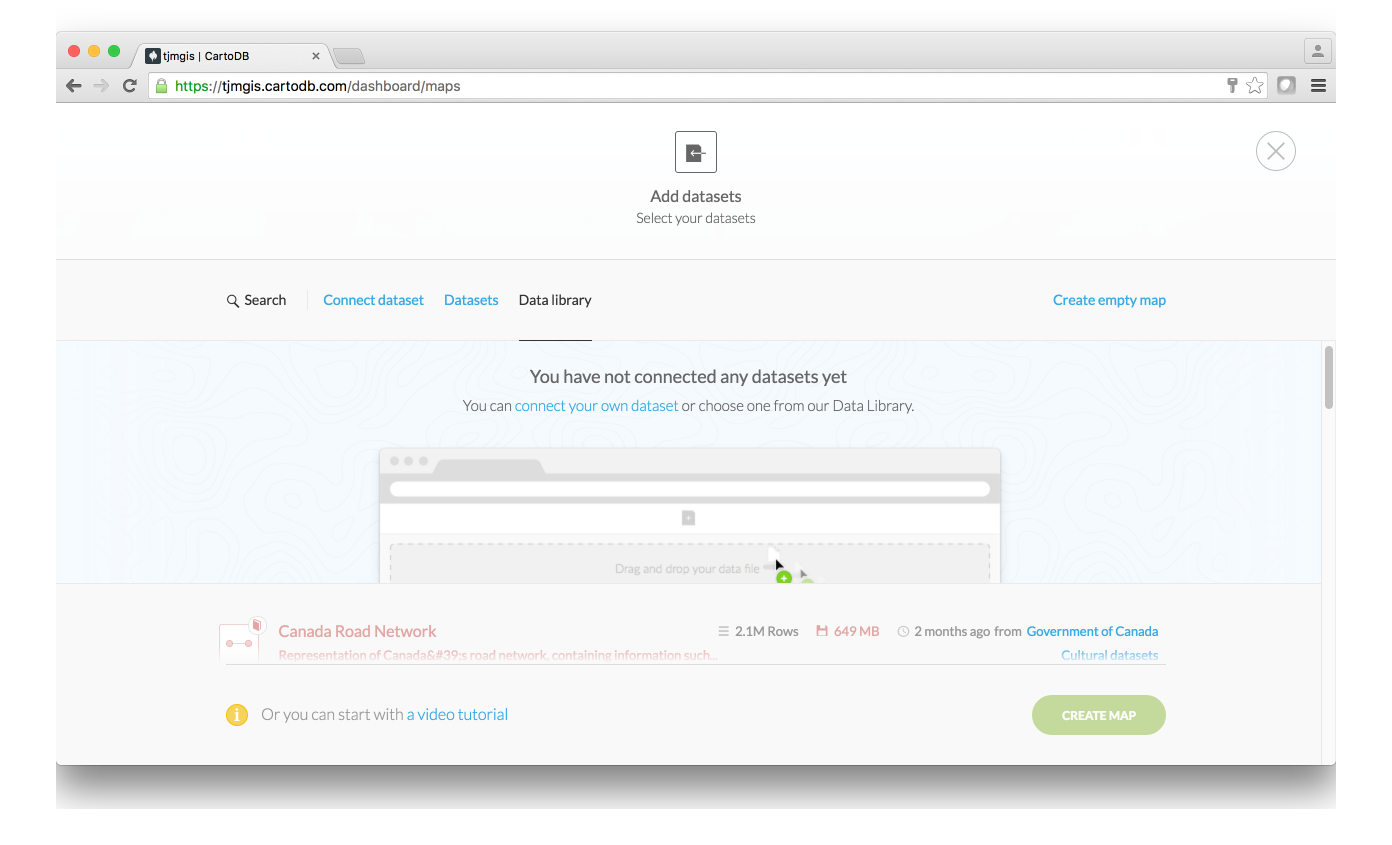 tjmgis | CartoDB
https://tjmgis.cartodb.com/dashboard/maps
Add datasets
Select your datasets
Search Connect dataset Datasets Data library Create empty map
You have not connected any datasets yet
You can connect your own dataset or choose one from our Data Library.
Drag and drop your data file
Canada Road Network 2.1M Rows 649 MB 2 months ago from Government of Canada
Representation of Canada&#39;s road network, containing information such... Cultural datasets
Or you can start with a video tutorial CREATE MAP